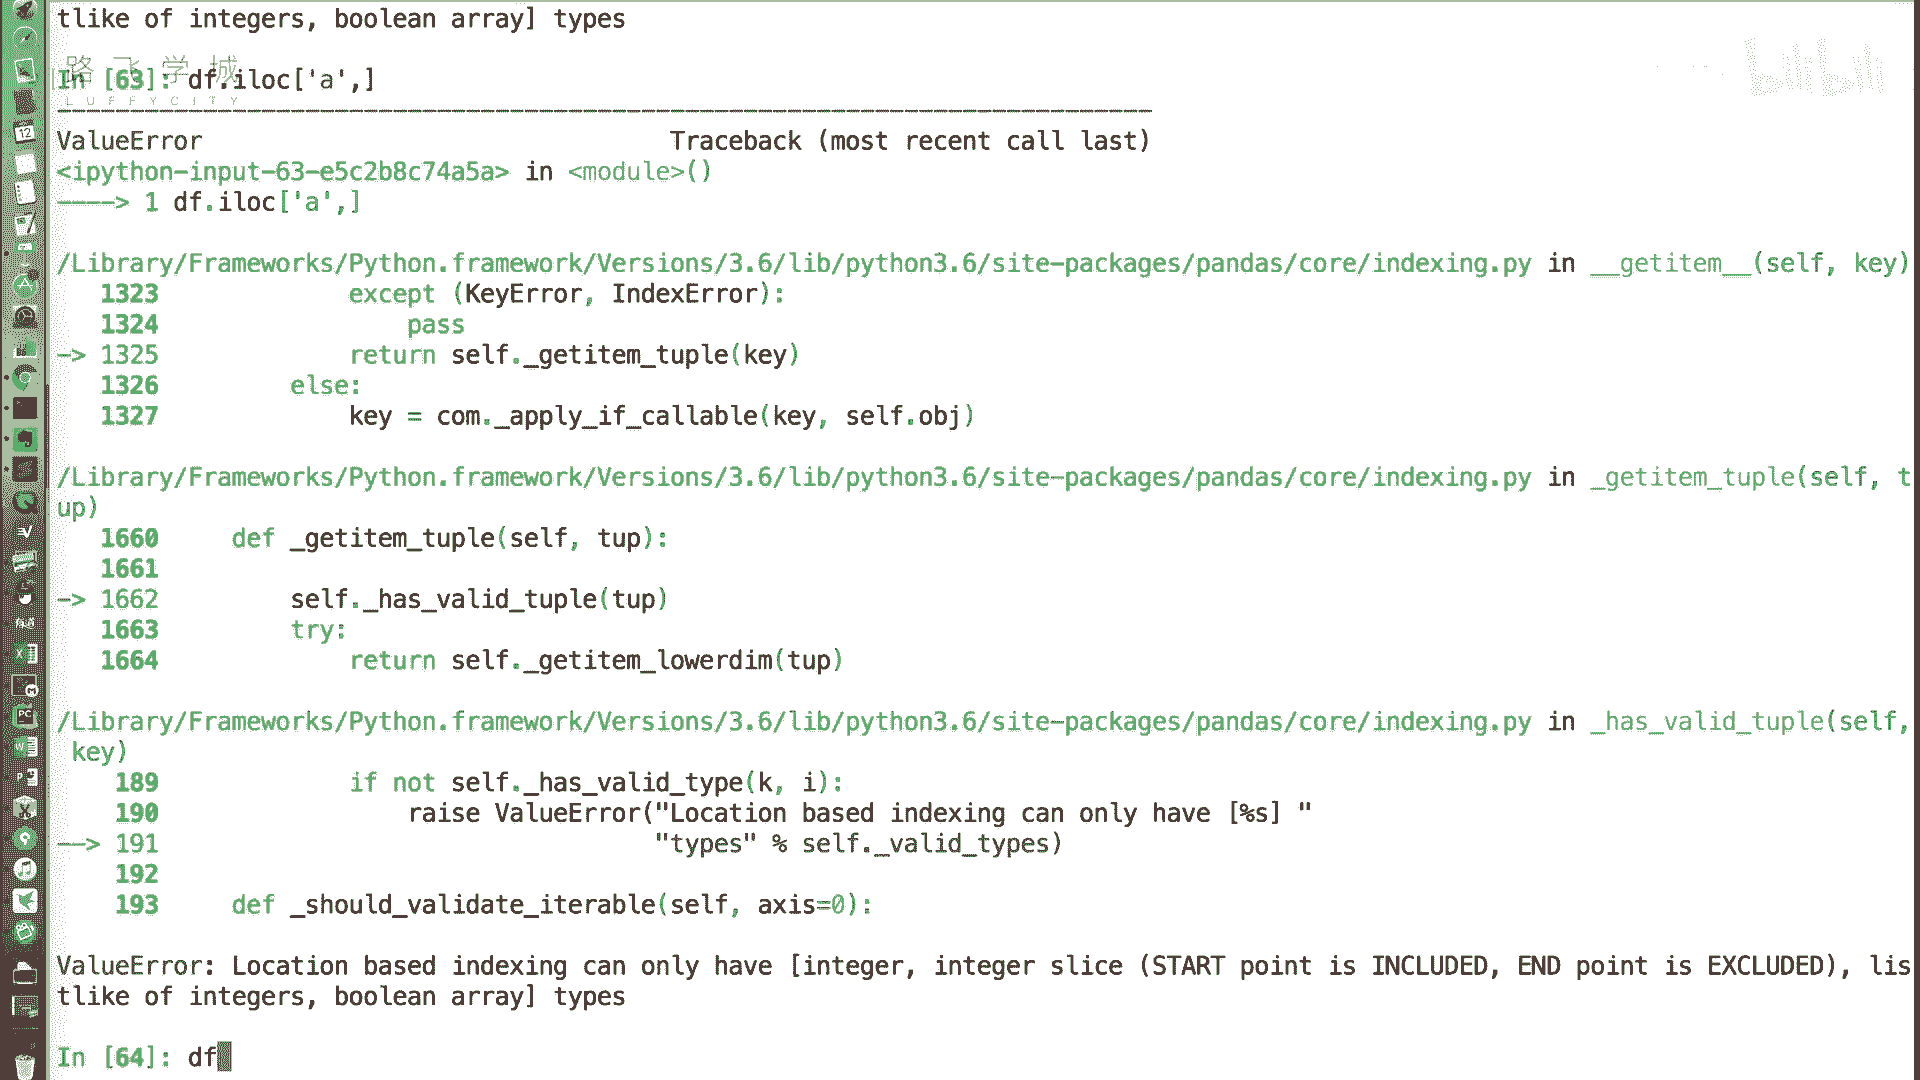 tlike of integers, boolean array] types
路飞学城
LUFFYCITY
bilibili
In [63]: df.iloc['a',]
---------------------------------------------------------------------------
ValueError                                Traceback (most recent call last)
<ipython-input-63-e5c2b8c74a5a> in <module>()
----> 1 df.iloc['a',]
/Library/Frameworks/Python.framework/Versions/3.6/lib/python3.6/site-packages/pandas/core/indexing.py in __getitem__(self, key)
   1323             except (KeyError, IndexError):
   1324                 pass
-> 1325             return self._getitem_tuple(key)
   1326         else:
   1327             key = com._apply_if_callable(key, self.obj)
/Library/Frameworks/Python.framework/Versions/3.6/lib/python3.6/site-packages/pandas/core/indexing.py in _getitem_tuple(self, t
up)
   1660     def _getitem_tuple(self, tup):
   1661
-> 1662         self._has_valid_tuple(tup)
   1663         try:
   1664             return self._getitem_lowerdim(tup)
/Library/Frameworks/Python.framework/Versions/3.6/lib/python3.6/site-packages/pandas/core/indexing.py in _has_valid_tuple(self,
 key)
    189             if not self._has_valid_type(k, i):
    190                 raise ValueError("Location based indexing can only have [%s] "
--> 191                                  "types" % self._valid_types)
    192
    193     def _should_validate_iterable(self, axis=0):
ValueError: Location based indexing can only have [integer, integer slice (START point is INCLUDED, END point is EXCLUDED), lis
tlike of integers, boolean array] types
In [64]: df